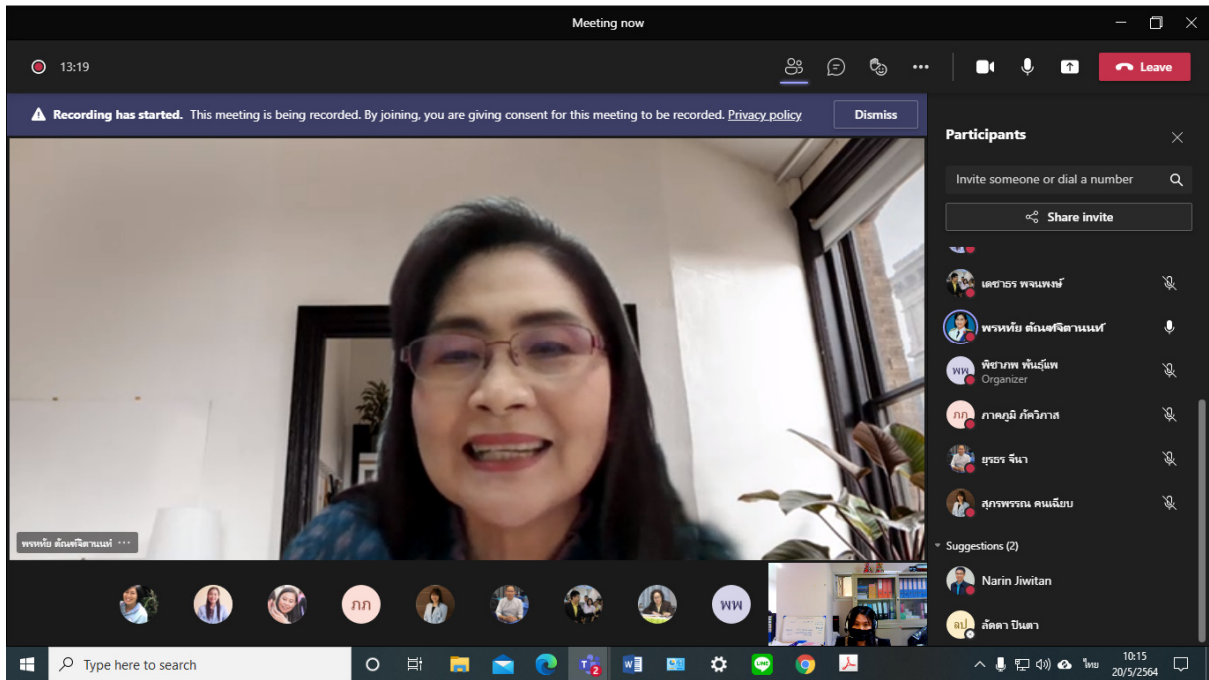 Meeting now
13:19
Leave
Recording has started. This meeting is being recorded. By joining, you are giving consent for this meeting to be recorded. Privacy policy
Dismiss
Participants
Invite someone or dial a number
Share invite
เดชาธร พจนพงษ์
พรหทัย ตัณฑ์จิตานนท์
พพ
พิชาภพ พันธุ์แพ
Organizer
ภภ
ภาคภูมิ ภัควิภาส
ยุรธร จีนา
สุภรพรรณ คนเฉียบ
Suggestions (2)
Narin Jiwitan
ลป
ลัดดา ปินตา
พรหทัย ตัณฑ์จิตานนท์
ภภ
พพ
Type here to search
2
LINE
ไทย
10:15
20/5/2564